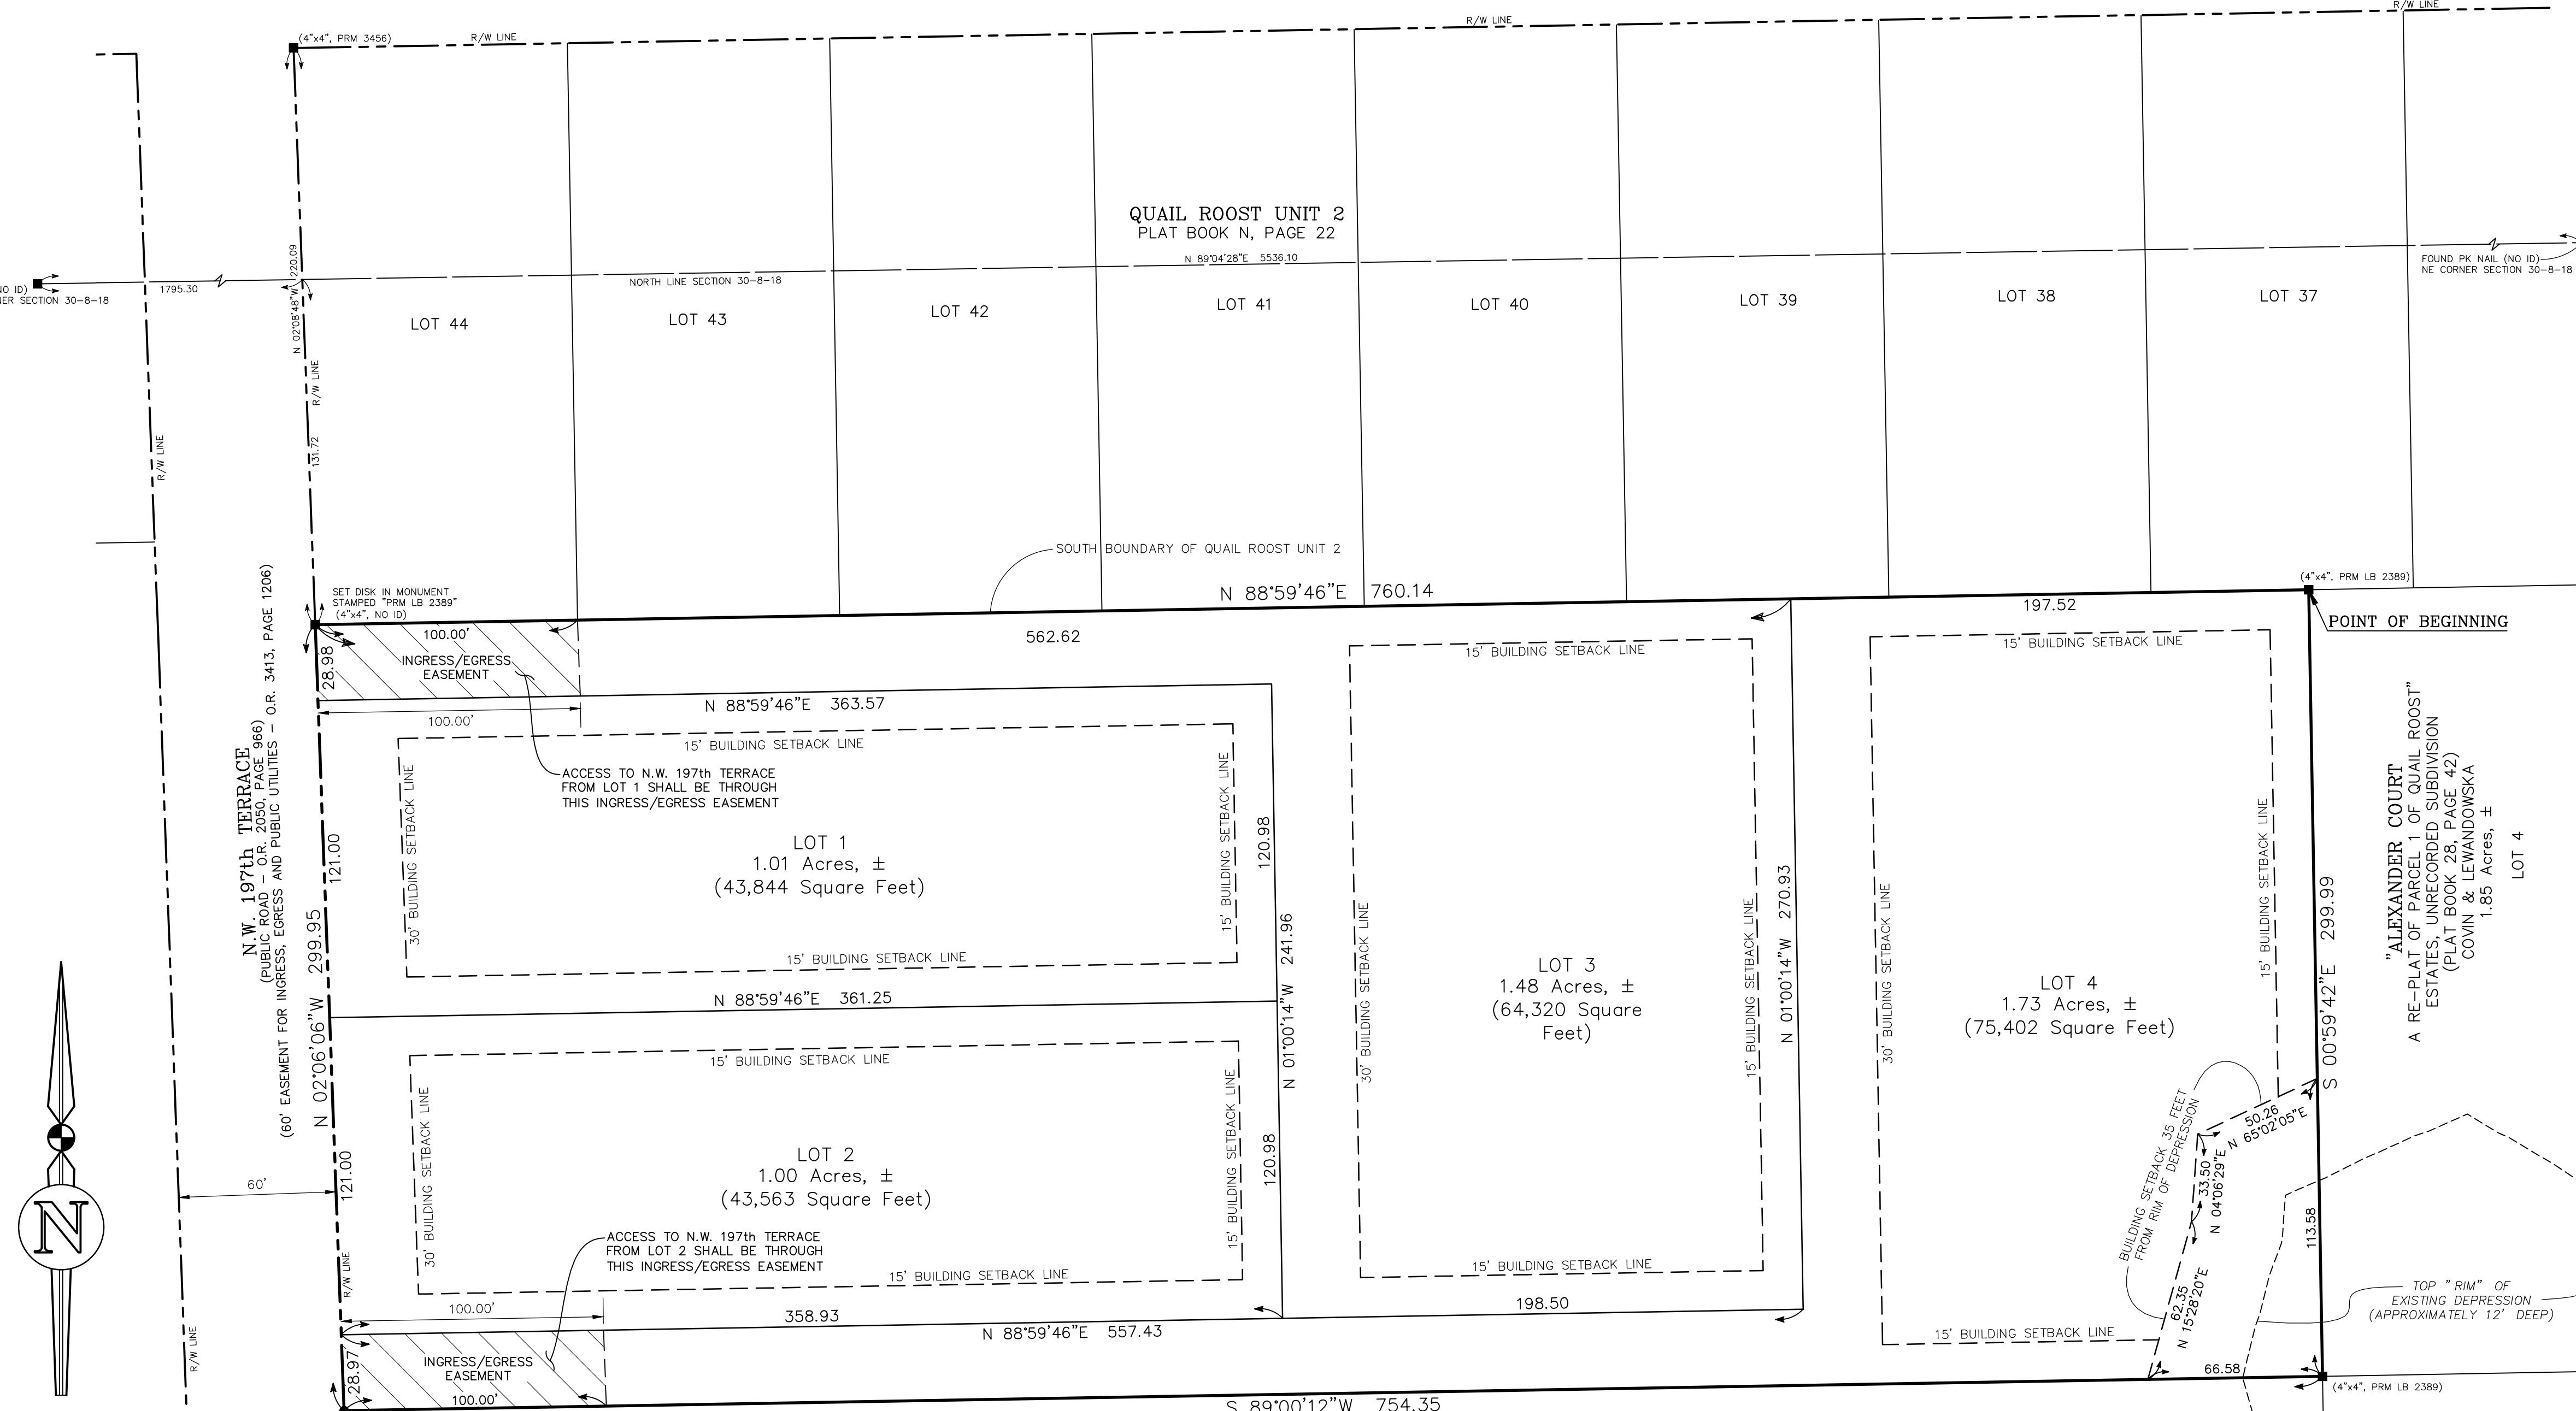 R/W LINE
R/W LINE
(4"x4", PRM 3456)
R/W LINE
QUAIL ROOST UNIT 2
PLAT BOOK N, PAGE 22
N 89°04'28"E 5536.10
NORTH LINE SECTION 30-8-18
FOUND PK NAIL (NO ID)
NE CORNER SECTION 30-8-18
NO ID)
NER SECTION 30-8-18
1795.30
220.09
N 02°08'48"W
R/W LINE
131.72
R/W LINE
LOT 44
LOT 43
LOT 42
LOT 41
LOT 40
LOT 39
LOT 38
LOT 37
SOUTH BOUNDARY OF QUAIL ROOST UNIT 2
N 88°59'46"E 760.14
(4"x4", PRM LB 2389)
SET DISK IN MONUMENT
STAMPED "PRM LB 2389"
(4"x4", NO ID)
197.52
POINT OF BEGINNING
100.00'
562.62
28.98
INGRESS/EGRESS
EASEMENT
N 88°59'46"E 363.57
100.00'
15' BUILDING SETBACK LINE
15' BUILDING SETBACK LINE
15' BUILDING SETBACK LINE
ACCESS TO N.W. 197th TERRACE
FROM LOT 1 SHALL BE THROUGH
THIS INGRESS/EGRESS EASEMENT
N.W. 197th TERRACE
(PUBLIC ROAD - O.R. 2050, PAGE 966)
(60' EASEMENT FOR INGRESS, EGRESS AND PUBLIC UTILITIES - O.R. 3413, PAGE 1206)
N 02°06'06"W 299.95
121.00
30' BUILDING SETBACK LINE
LOT 1
1.01 Acres, ±
(43,844 Square Feet)
15' BUILDING SETBACK LINE
120.98
15' BUILDING SETBACK LINE
N 88°59'46"E 361.25
N 01°00'14"W 241.96
30' BUILDING SETBACK LINE
LOT 3
1.48 Acres, ±
(64,320 Square
Feet)
15' BUILDING SETBACK LINE
N 01°00'14"W 270.93
30' BUILDING SETBACK LINE
LOT 4
1.73 Acres, ±
(75,402 Square Feet)
15' BUILDING SETBACK LINE
S 00°59'42"E 299.99
"ALEXANDER COURT
A RE-PLAT OF PARCEL 1 OF QUAIL ROOST"
ESTATES, UNRECORDED SUBDIVISION
(PLAT BOOK 28, PAGE 42)
COVIN & LEWANDOWSKA
1.85 Acres, ±
LOT 4
15' BUILDING SETBACK LINE
121.00
30' BUILDING SETBACK LINE
LOT 2
1.00 Acres, ±
(43,563 Square Feet)
15' BUILDING SETBACK LINE
120.98
60'
N
R/W LINE
R/W LINE
ACCESS TO N.W. 197th TERRACE
FROM LOT 2 SHALL BE THROUGH
THIS INGRESS/EGRESS EASEMENT
15' BUILDING SETBACK LINE
15' BUILDING SETBACK LINE
BUILDING SETBACK 35 FEET
FROM RIM OF DEPRESSION
50.26
N 65°02'05"E
33.50
N 04°06'29"E
62.35
N 15°28'20"E
113.58
TOP "RIM" OF
EXISTING DEPRESSION
(APPROXIMATELY 12' DEEP)
100.00'
358.93
198.50
N 88°59'46"E 557.43
15' BUILDING SETBACK LINE
28.97
INGRESS/EGRESS
EASEMENT
100.00'
66.58
(4"x4", PRM LB 2389)
S 89°00'12"W 754.35